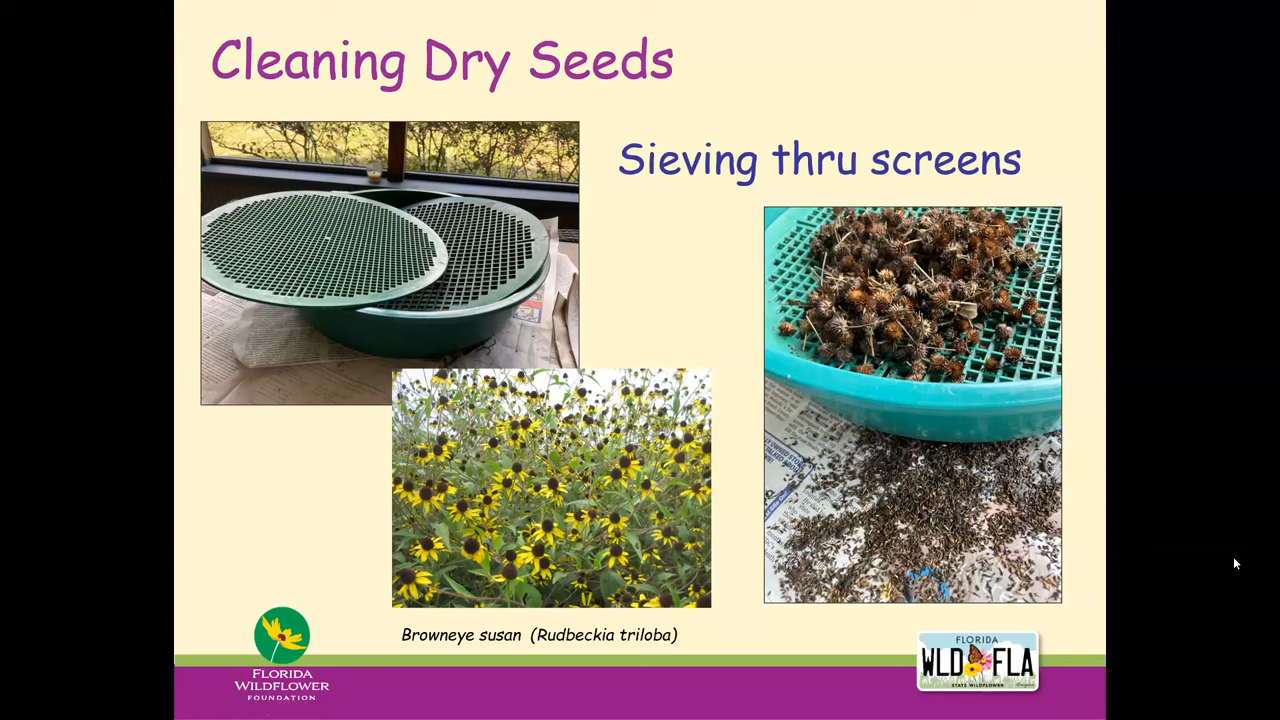 Cleaning Dry Seeds
Sieving thru screens
Browneye susan (Rudbeckia triloba)
FLORIDA
WILDFLOWER
FOUNDATION
FLORIDA
WLD FLA
STATE WILDFLOWER